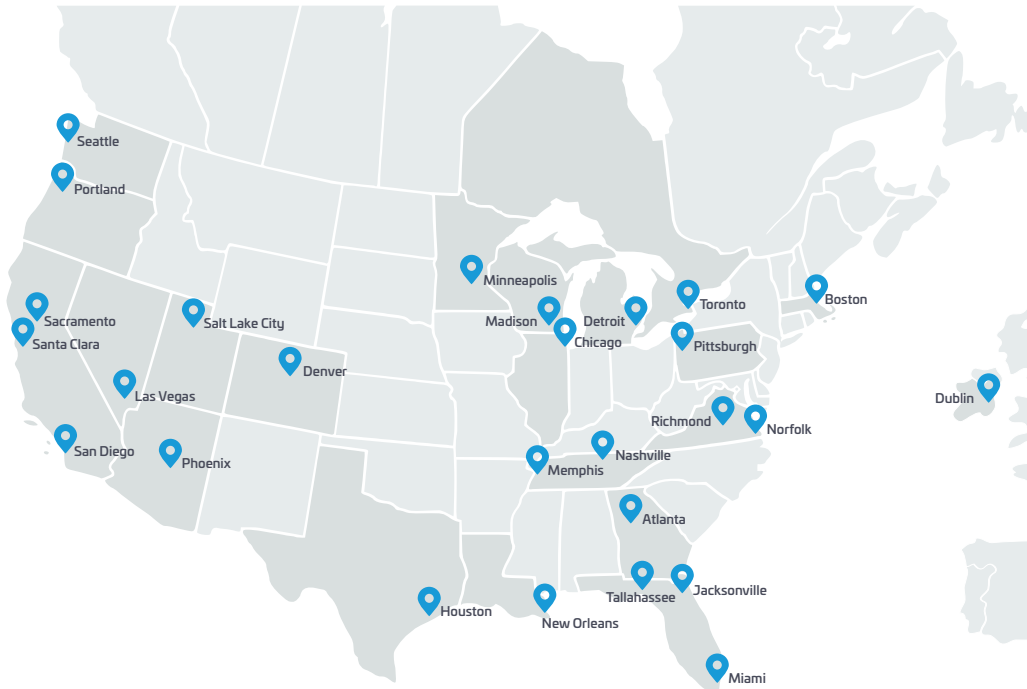 Seattle
Portland
Minneapolis
Boston
Toronto
Sacramento
Salt Lake City
Madison
Detroit
Santa Clara
Chicago
Pittsburgh
Denver
Las Vegas
Dublin
Richmond
Norfolk
San Diego
Nashville
Phoenix
Memphis
Atlanta
Jacksonville
Tallahassee
Houston
New Orleans
Miami